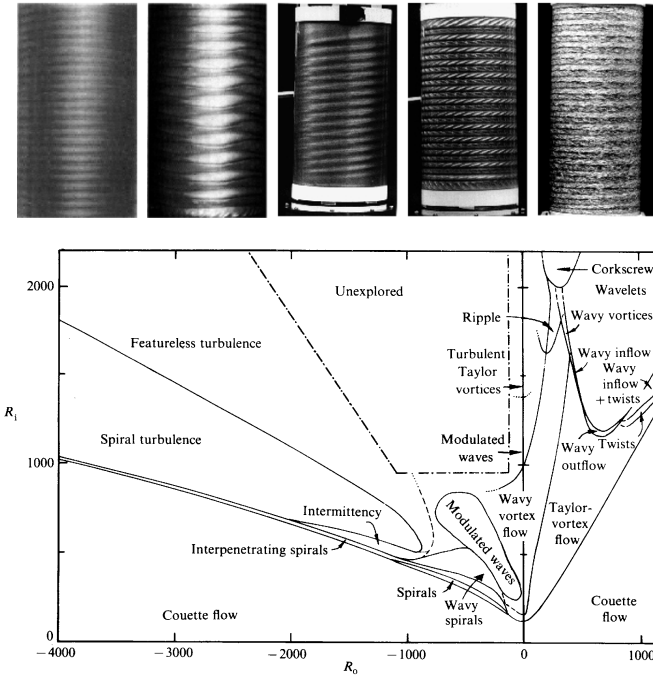 2000
1000
0
R_i
−4000
−3000
−2000
−1000
0
1000
R_o
Unexplored
Featureless turbulence
Spiral turbulence
Intermittency
Interpenetrating spirals
Couette flow
Spirals
Wavy
spirals
Modulated waves
Modulated
waves
Turbulent
Taylor
vortices
Ripple
Corkscrew
Wavelets
Wavy vortices
Wavy inflow
Wavy
inflow
+ twists
Twists
Wavy
outflow
Wavy
vortex
flow
Taylor-
vortex
flow
Couette
flow